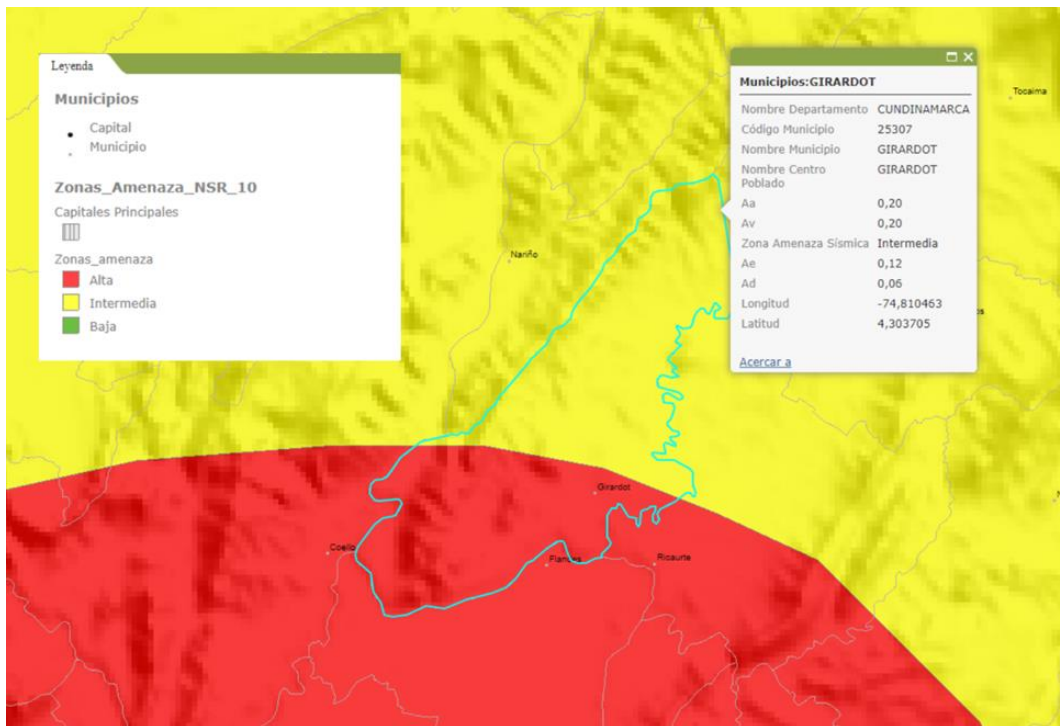 Leyenda
Municipios
Capital
Municipio
Zonas_Amenaza_NSR_10
Capitales Principales
Zonas_amenaza
Alta
Intermedia
Baja
Municipios:GIRARDOT
Nombre Departamento CUNDINAMARCA
Código Municipio 25307
Nombre Municipio GIRARDOT
Nombre Centro GIRARDOT
Poblado
Aa 0,20
Av 0,20
Zona Amenaza Sísmica Intermedia
Ae 0,12
Ad 0,06
Longitud -74,810463
Latitud 4,303705
Acercar a
Tocaima
Nariño
Girardot
Coello
Flandes
Ricaurte